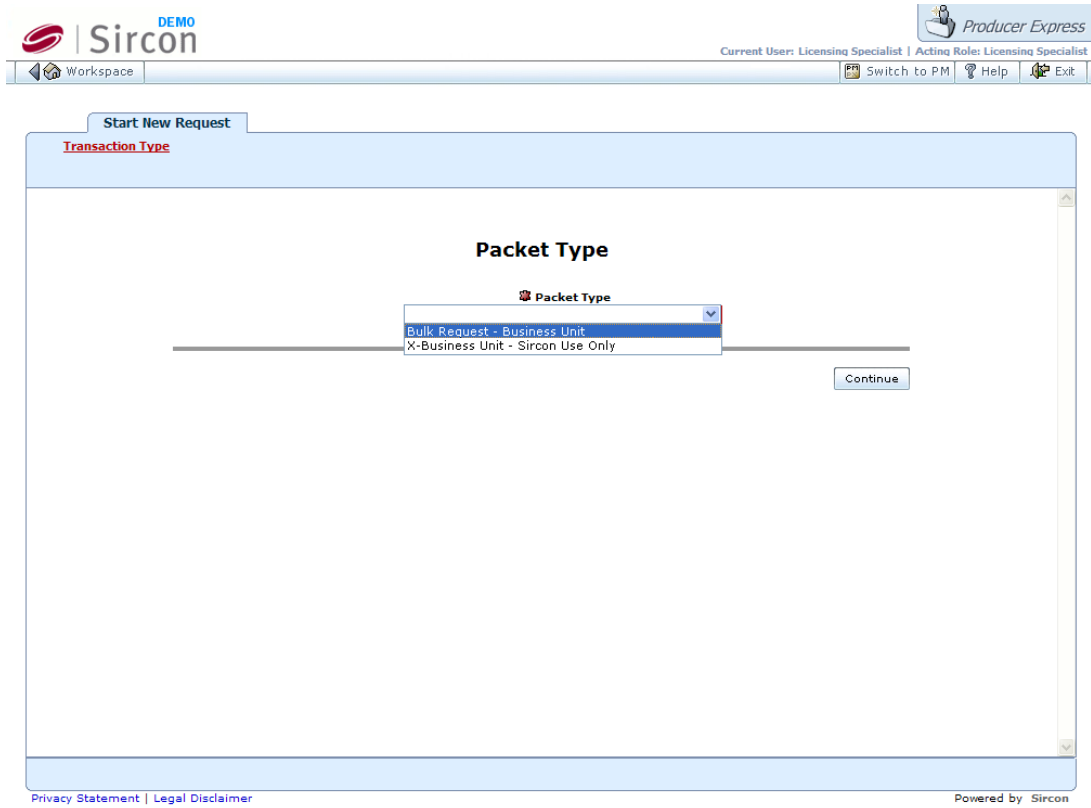 DEMO
Sircon
Producer Express
Current User: Licensing Specialist | Acting Role: Licensing Specialist
Workspace
PM Switch to PM
? Help
Exit
Start New Request
Transaction Type
Packet Type
Packet Type
Bulk Request - Business Unit
X-Business Unit - Sircon Use Only
Continue
Privacy Statement | Legal Disclaimer
Powered by Sircon